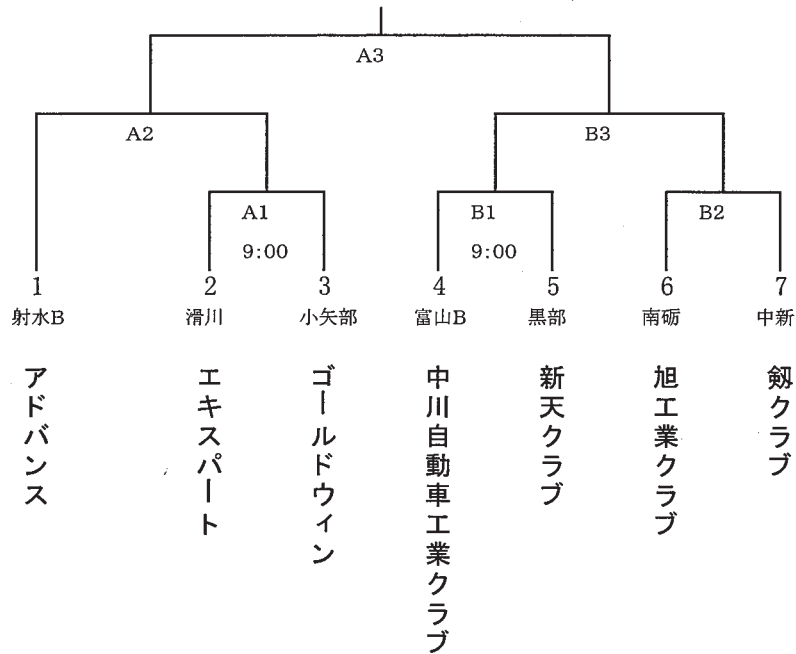 A3
A2
B3
A1
B1
B2
9:00
9:00
1
2
3
4
5
6
7
射水B
滑川
小矢部
富山B
黒部
南砺
中新
アドバンス
エキスパート
ゴールドウィン
中川自動車工業クラブ
新天クラブ
旭工業クラブ
剱クラブ